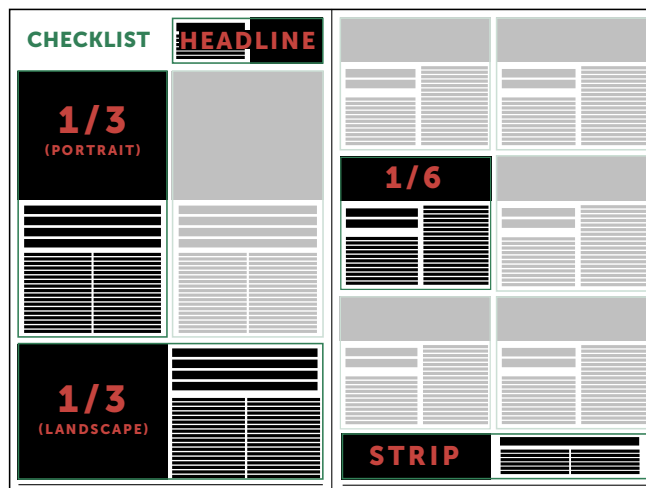 CHECKLIST
HEADLINE
1/3
(PORTRAIT)
1/3
(LANDSCAPE)
1/6
STRIP